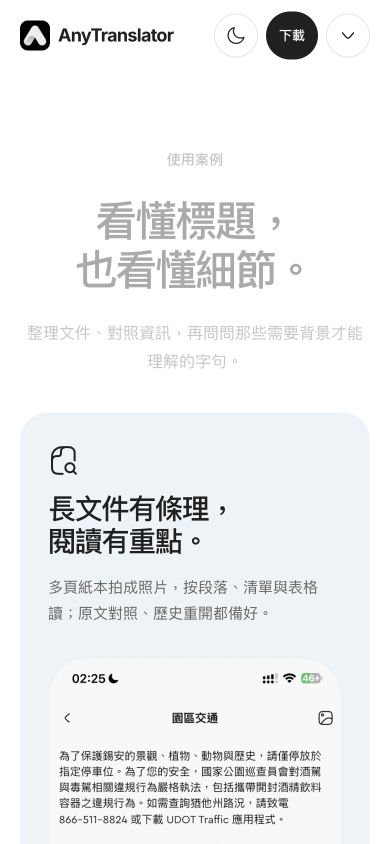 AnyTranslator
下載
使用案例
看懂標題，
也看懂細節。
整理文件、對照資訊，再問問那些需要背景才能
理解的字句。
長文件有條理，
閱讀有重點。
多頁紙本拍成照片，按段落、清單與表格
讀；原文對照、歷史重開都備好。
02:25
46
園區交通
為了保護錫安的景觀、植物、動物與歷史，請僅停放於
指定停車位。為了您的安全，國家公園巡查員會對酒駕
與毒駕相關違規行為嚴格執法，包括攜帶開封酒精飲料
容器之違規行為。如需查詢猶他州路況，請致電
866-511-8824 或下載 UDOT Traffic 應用程式。